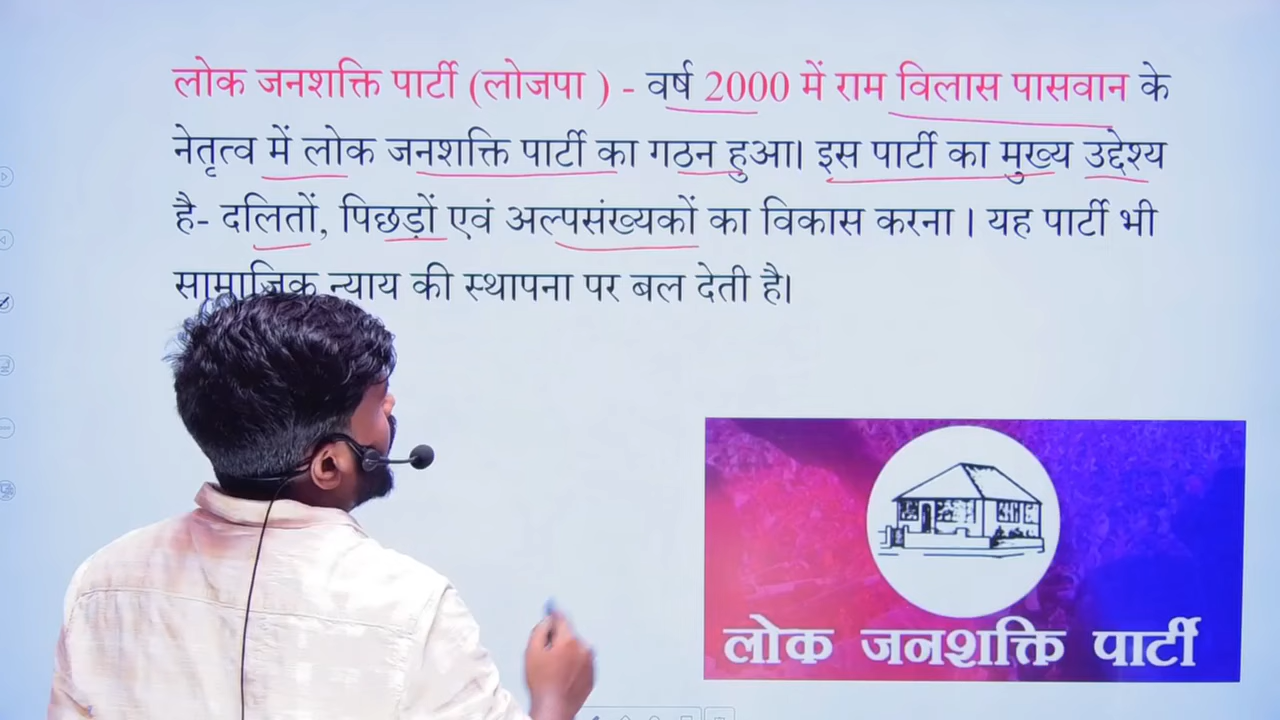 लोक जनशक्ति पार्टी (लोजपा ) - वर्ष 2000 में राम विलास पासवान के
नेतृत्व में लोक जनशक्ति पार्टी का गठन हुआ। इस पार्टी का मुख्य उद्देश्य
है- दलितों, पिछड़ों एवं अल्पसंख्यकों का विकास करना । यह पार्टी भी
सामाजिक न्याय की स्थापना पर बल देती है।
लोक जनशक्ति पार्टी